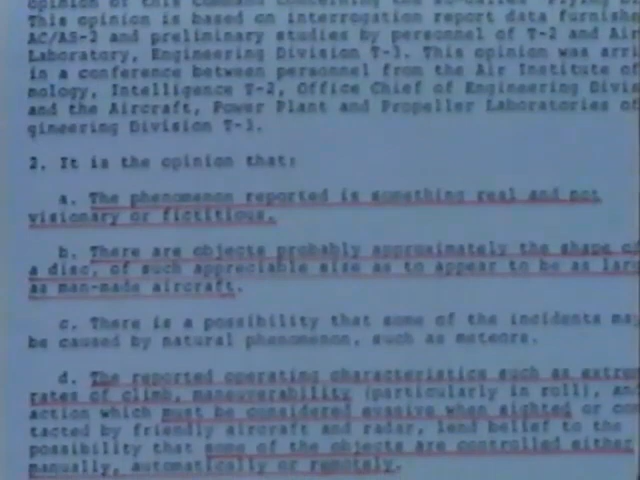 opinion of this Command concerning the so-called "Flying
This opinion is based on interrogation report data furnishe
AC/AS-2 and preliminary studies by personnel of T-2 and Air
Laboratory, Engineering Division T-3. This opinion was arri
in a conference between personnel from the Air Institute of
nology, Intelligence T-2, Office Chief of Engineering Divis
and the Aircraft, Power Plant and Propeller Laboratories of
gineering Division T-3.
2. It is the opinion that:
a. The phenomenon reported is something real and not
visionary or fictitious.
b. There are objects probably approximately the shape o
a disc, of such appreciable size as to appear to be as larg
as man-made aircraft.
c. There is a possibility that some of the incidents may
be caused by natural phenomenon, such as meteors.
d. The reported operating characteristics such as extrem
rates of climb, maneuverability (particularly in roll), and
action which must be considered evasive when sighted or con
tacted by friendly aircraft and radar, lend belief to the
possibility that some of the objects are controlled either
manually, automatically or remotely.